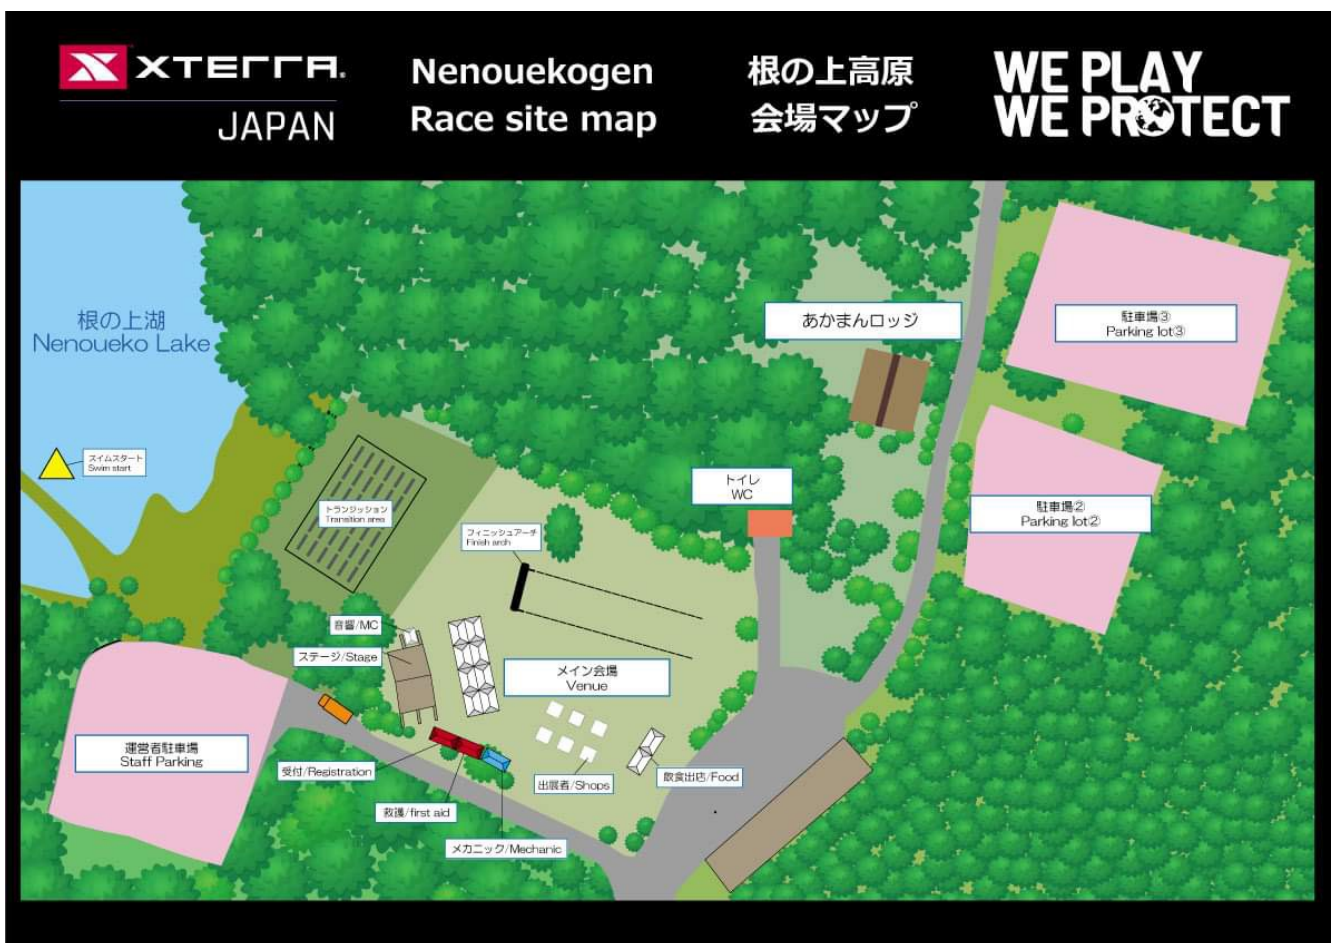 XTERRA.
JAPAN
Nenouekogen
Race site map
根の上高原
会場マップ
WE PLAY
WE PROTECT
根の上湖
Nenoueko Lake
あかまんロッジ
駐車場③
Parking lot③
スイムスタート
Swim start
トイレ
WC
駐車場②
Parking lot②
トランジッション
Transition area
フィニッシュアーチ
Finish arch
音響/MC
ステージ/Stage
メイン会場
Venue
運営者駐車場
Staff Parking
受付/Registration
出展者/Shops
飲食出店/Food
救護/first aid
メカニック/Mechanic